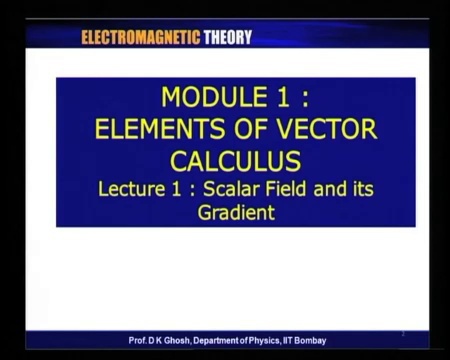 ELECTROMAGNETIC THEORY
MODULE 1 :
ELEMENTS OF VECTOR
CALCULUS
Lecture 1 : Scalar Field and its
Gradient
2
Prof. D K Ghosh, Department of Physics, IIT Bombay